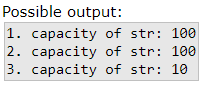 Possible output:
1. capacity of str: 100
2. capacity of str: 100
3. capacity of str: 10